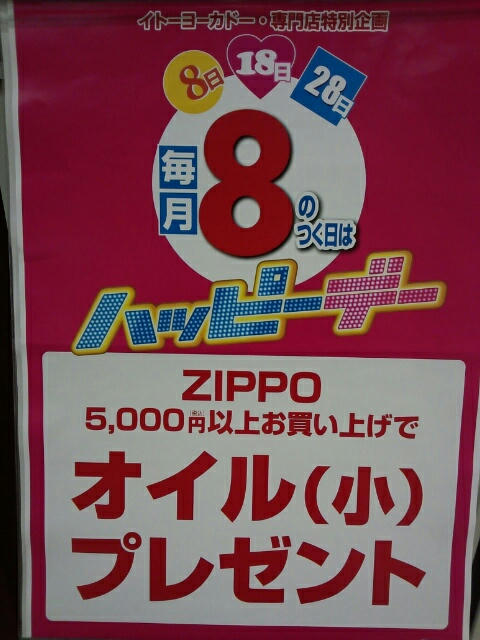 イトーヨーカドー・専門店特別企画
8日 18日 28日
毎月8のつく日は
ハッピーデー
ZIPPO
5,000円(税込)以上お買い上げで
オイル(小)
プレゼント